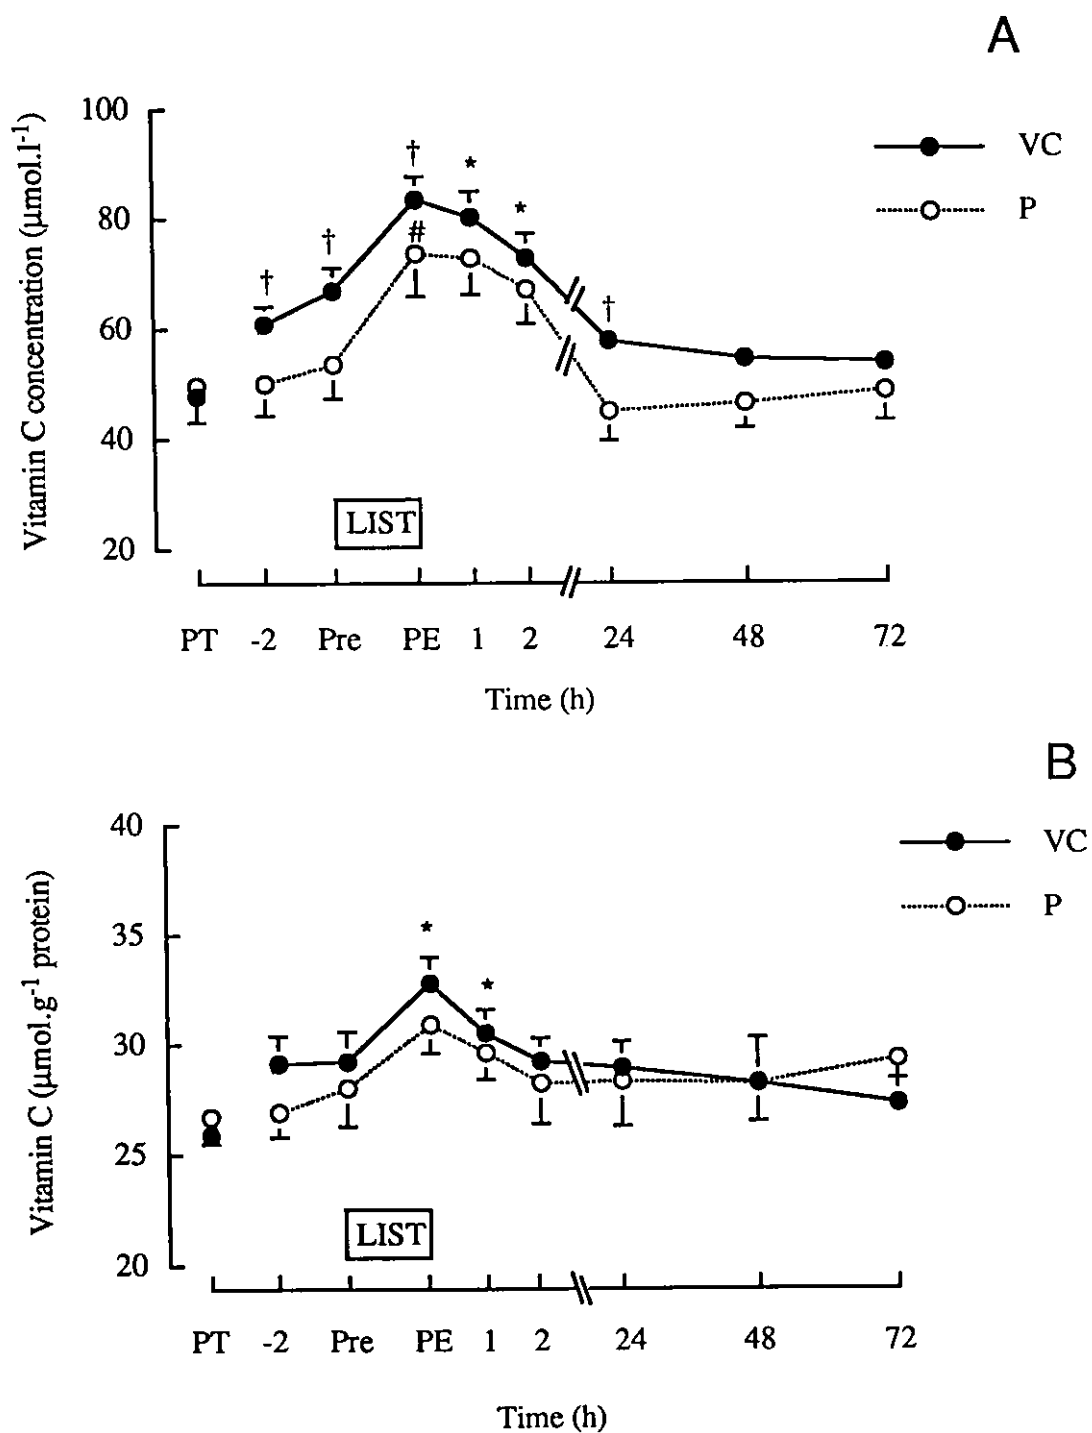 A
Vitamin C concentration (μmol.l-1)
100
80
60
40
20
VC
P
†
†
†
*
*
#
†
LIST
PT -2 Pre PE 1 2 24 48 72
Time (h)
B
Vitamin C (μmol.g-1 protein)
40
35
30
25
20
VC
P
*
*
LIST
PT -2 Pre PE 1 2 24 48 72
Time (h)